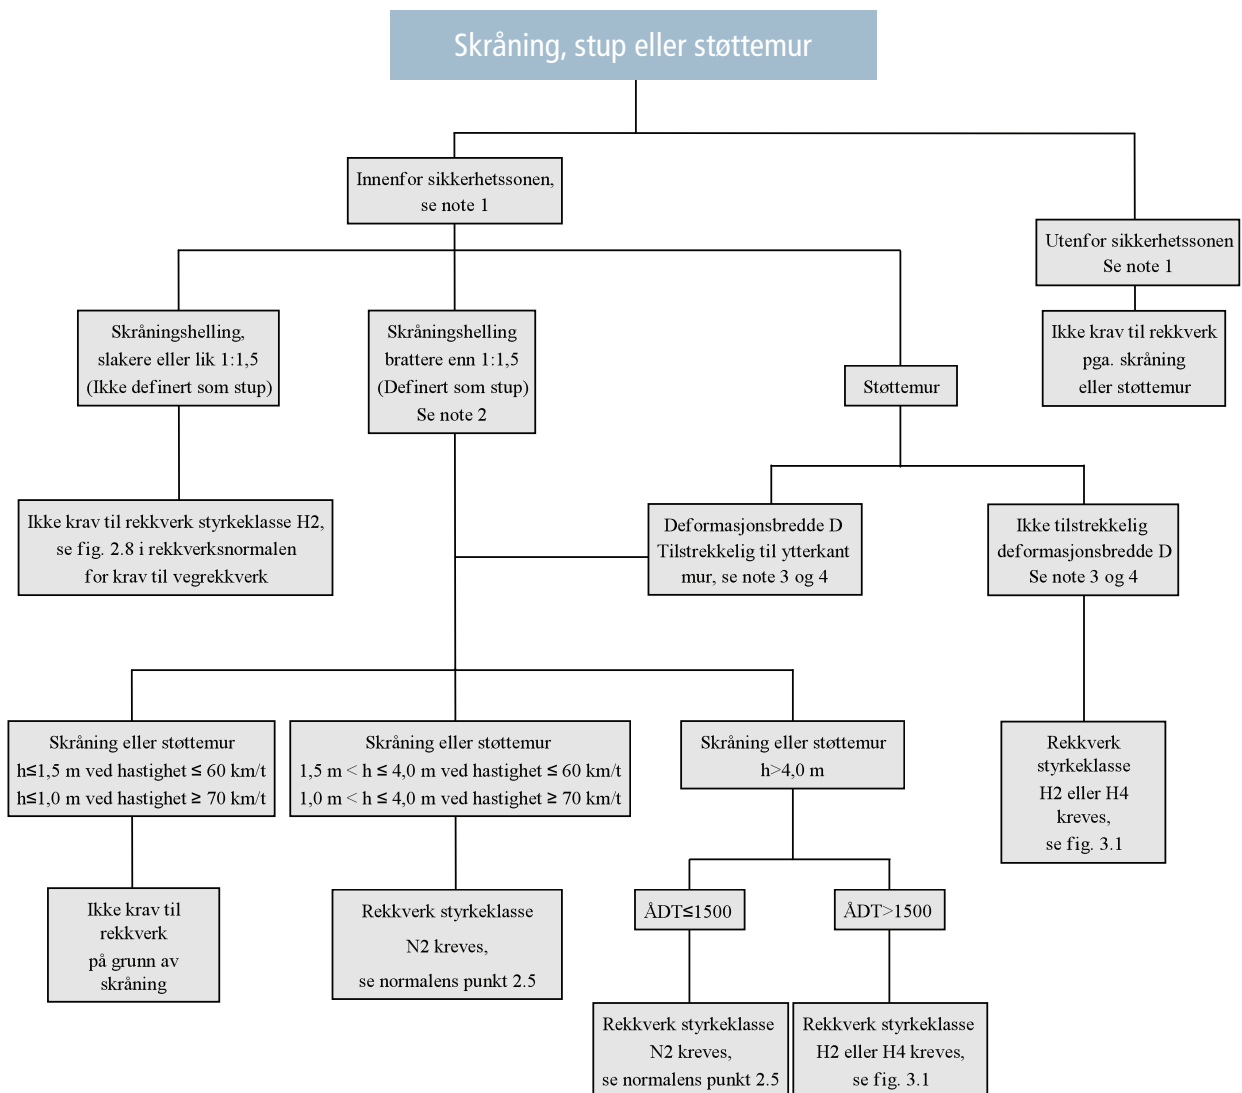 Skråning, stup eller støttemur
Innenfor sikkerhetssonen,
se note 1
Utenfor sikkerhetssonen
Se note 1
Skråningshelling,
slakere eller lik 1:1,5
(Ikke definert som stup)
Skråningshelling
brattere enn 1:1,5
(Definert som stup)
Se note 2
Støttemur
Ikke krav til rekkverk
pga. skråning
eller støttemur
Ikke krav til rekkverk styrkeklasse H2,
se fig. 2.8 i rekkverksnormalen
for krav til vegrekkverk
Deformasjonsbredde D
Tilstrekkelig til ytterkant
mur, se note 3 og 4
Ikke tilstrekkelig
deformasjonsbredde D
Se note 3 og 4
Skråning eller støttemur
h≤1,5 m ved hastighet ≤ 60 km/t
h≤1,0 m ved hastighet ≥ 70 km/t
Skråning eller støttemur
1,5 m < h ≤ 4,0 m ved hastighet ≤ 60 km/t
1,0 m < h ≤ 4,0 m ved hastighet ≥ 70 km/t
Skråning eller støttemur
h>4,0 m
Rekkverk
styrkeklasse
H2 eller H4
kreves,
se fig. 3.1
Ikke krav til
rekkverk
på grunn av
skråning
Rekkverk styrkeklasse
N2 kreves,
se normalens punkt 2.5
ÅDT≤1500
ÅDT>1500
Rekkverk styrkeklasse
N2 kreves,
se normalens punkt 2.5
Rekkverk styrkeklasse
H2 eller H4 kreves,
se fig. 3.1